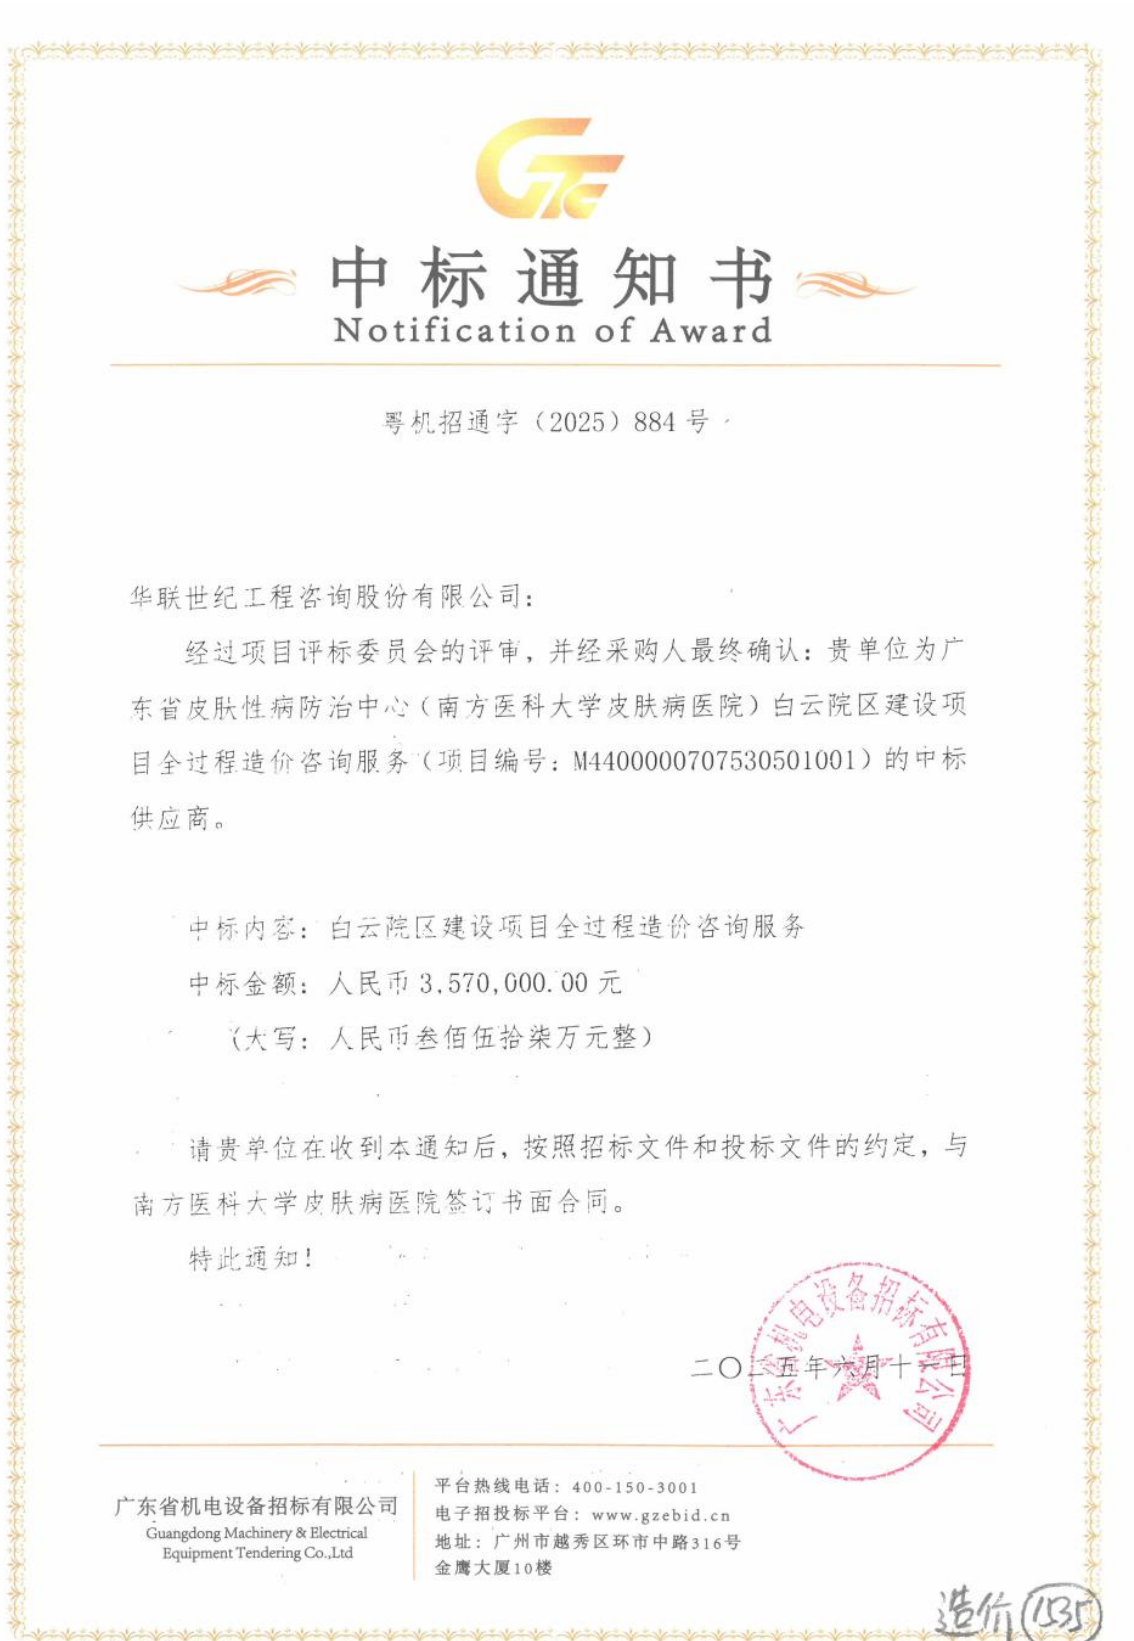 GTC
中标通知书
Notification of Award
粤机招通字（2025）884号
华联世纪工程咨询股份有限公司：
经过项目评标委员会的评审，并经采购人最终确认：贵单位为广
东省皮肤性病防治中心（南方医科大学皮肤病医院）白云院区建设项
目全过程造价咨询服务（项目编号：M4400000707530501001）的中标
供应商。
中标内容：白云院区建设项目全过程造价咨询服务
中标金额：人民币 3,570,000.00 元
（大写：人民币叁佰伍拾柒万元整）
请贵单位在收到本通知后，按照招标文件和投标文件的约定，与
南方医科大学皮肤病医院签订书面合同。
特此通知！
广东省机电设备招标有限公司
二〇二五年六月十一日
广东省机电设备招标有限公司
Guangdong Machinery & Electrical
Equipment Tendering Co.,Ltd
平台热线电话：400-150-3001
电子招投标平台：www.gzebid.cn
地址：广州市越秀区环市中路316号
金鹰大厦10楼
造价 1535